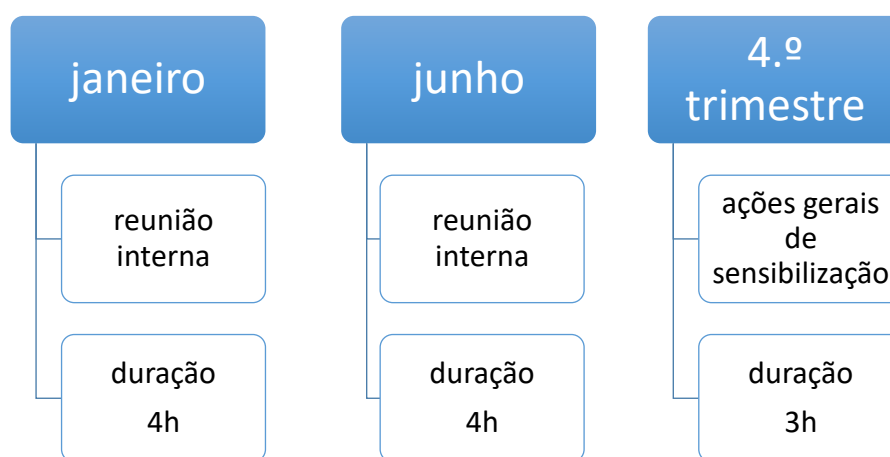 janeiro
reunião
interna
duração
4h
junho
reunião
interna
duração
4h
4.º
trimestre
ações gerais
de
sensibilização
duração
3h